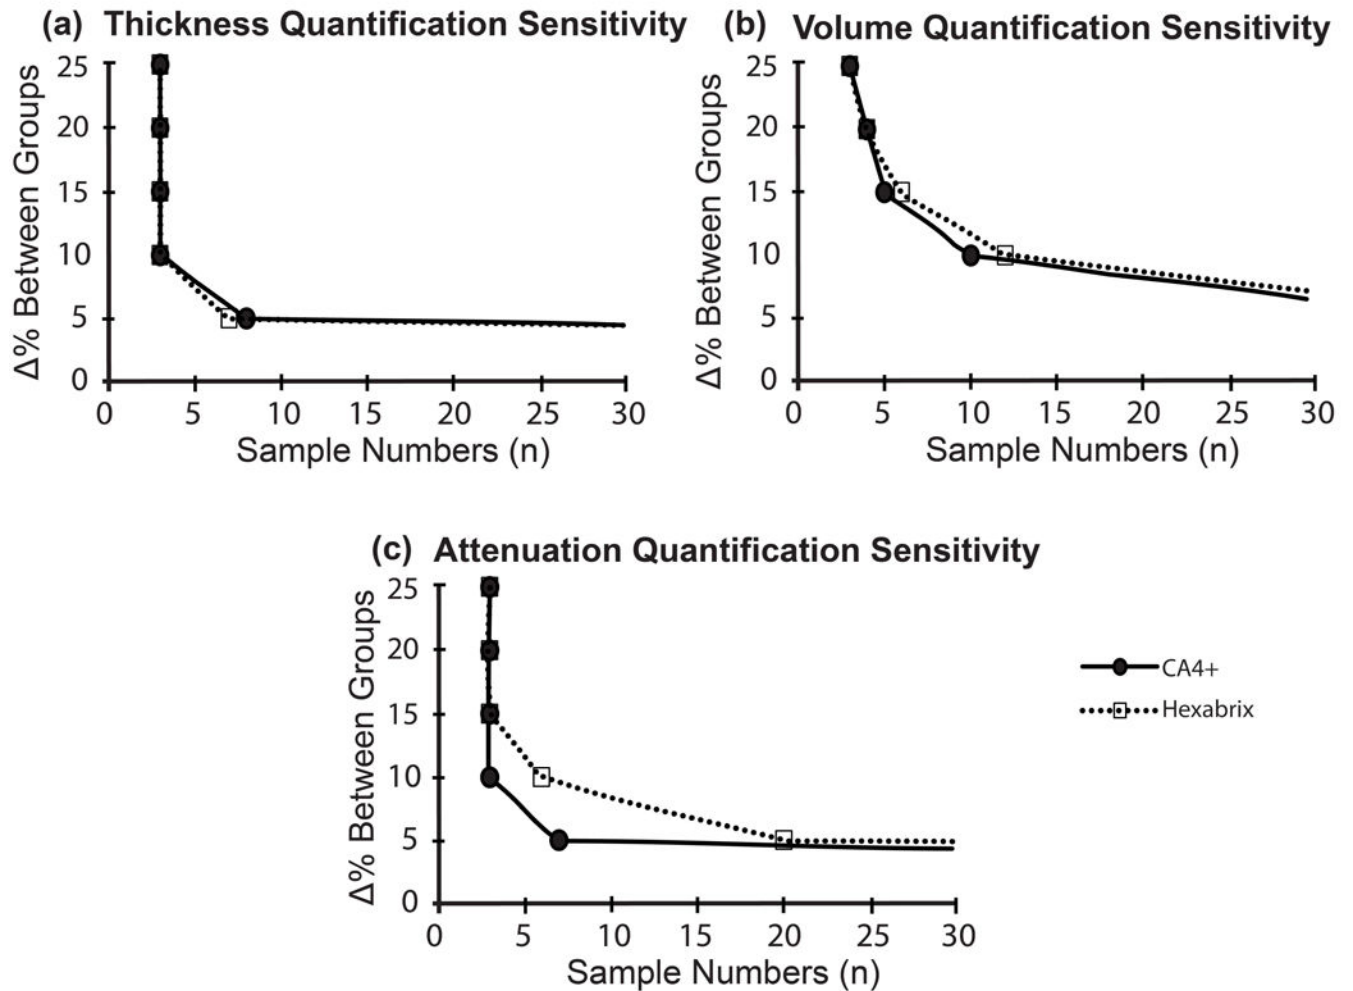 (a) Thickness Quantification Sensitivity
Δ% Between Groups
25
20
15
10
5
0
0 5 10 15 20 25 30
Sample Numbers (n)
(b) Volume Quantification Sensitivity
Δ% Between Groups
25
20
15
10
5
0
0 5 10 15 20 25 30
Sample Numbers (n)
(c) Attenuation Quantification Sensitivity
Δ% Between Groups
25
20
15
10
5
0
0 5 10 15 20 25 30
Sample Numbers (n)
CA4+
Hexabrix